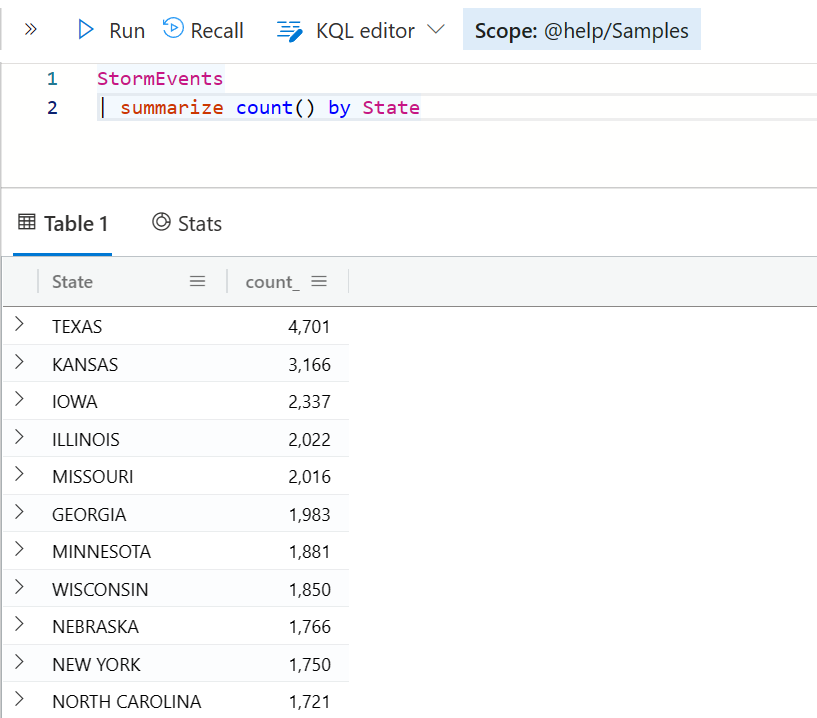 Run Recall KQL editor Scope: @help/Samples
1 StormEvents
2 | summarize count() by State
Table 1 Stats
State count_
TEXAS 4,701
KANSAS 3,166
IOWA 2,337
ILLINOIS 2,022
MISSOURI 2,016
GEORGIA 1,983
MINNESOTA 1,881
WISCONSIN 1,850
NEBRASKA 1,766
NEW YORK 1,750
NORTH CAROLINA 1,721